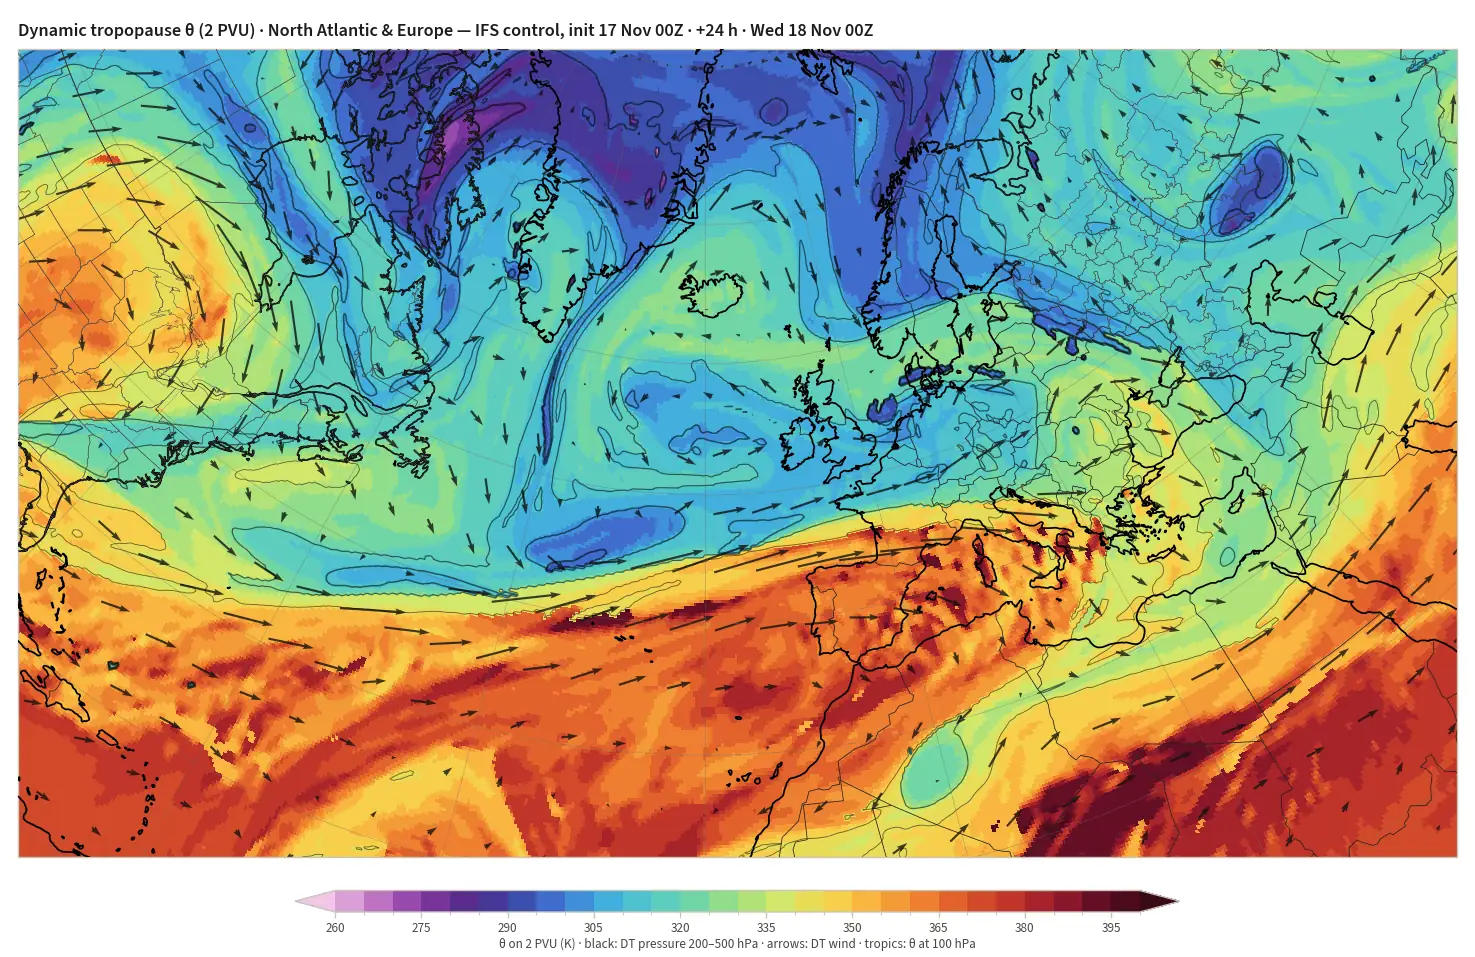 Dynamic tropopause θ (2 PVU) · North Atlantic & Europe — IFS control, init 17 Nov 00Z · +24 h · Wed 18 Nov 00Z
260 275 290 305 320 335 350 365 380 395
θ on 2 PVU (K) · black: DT pressure 200–500 hPa · arrows: DT wind · tropics: θ at 100 hPa